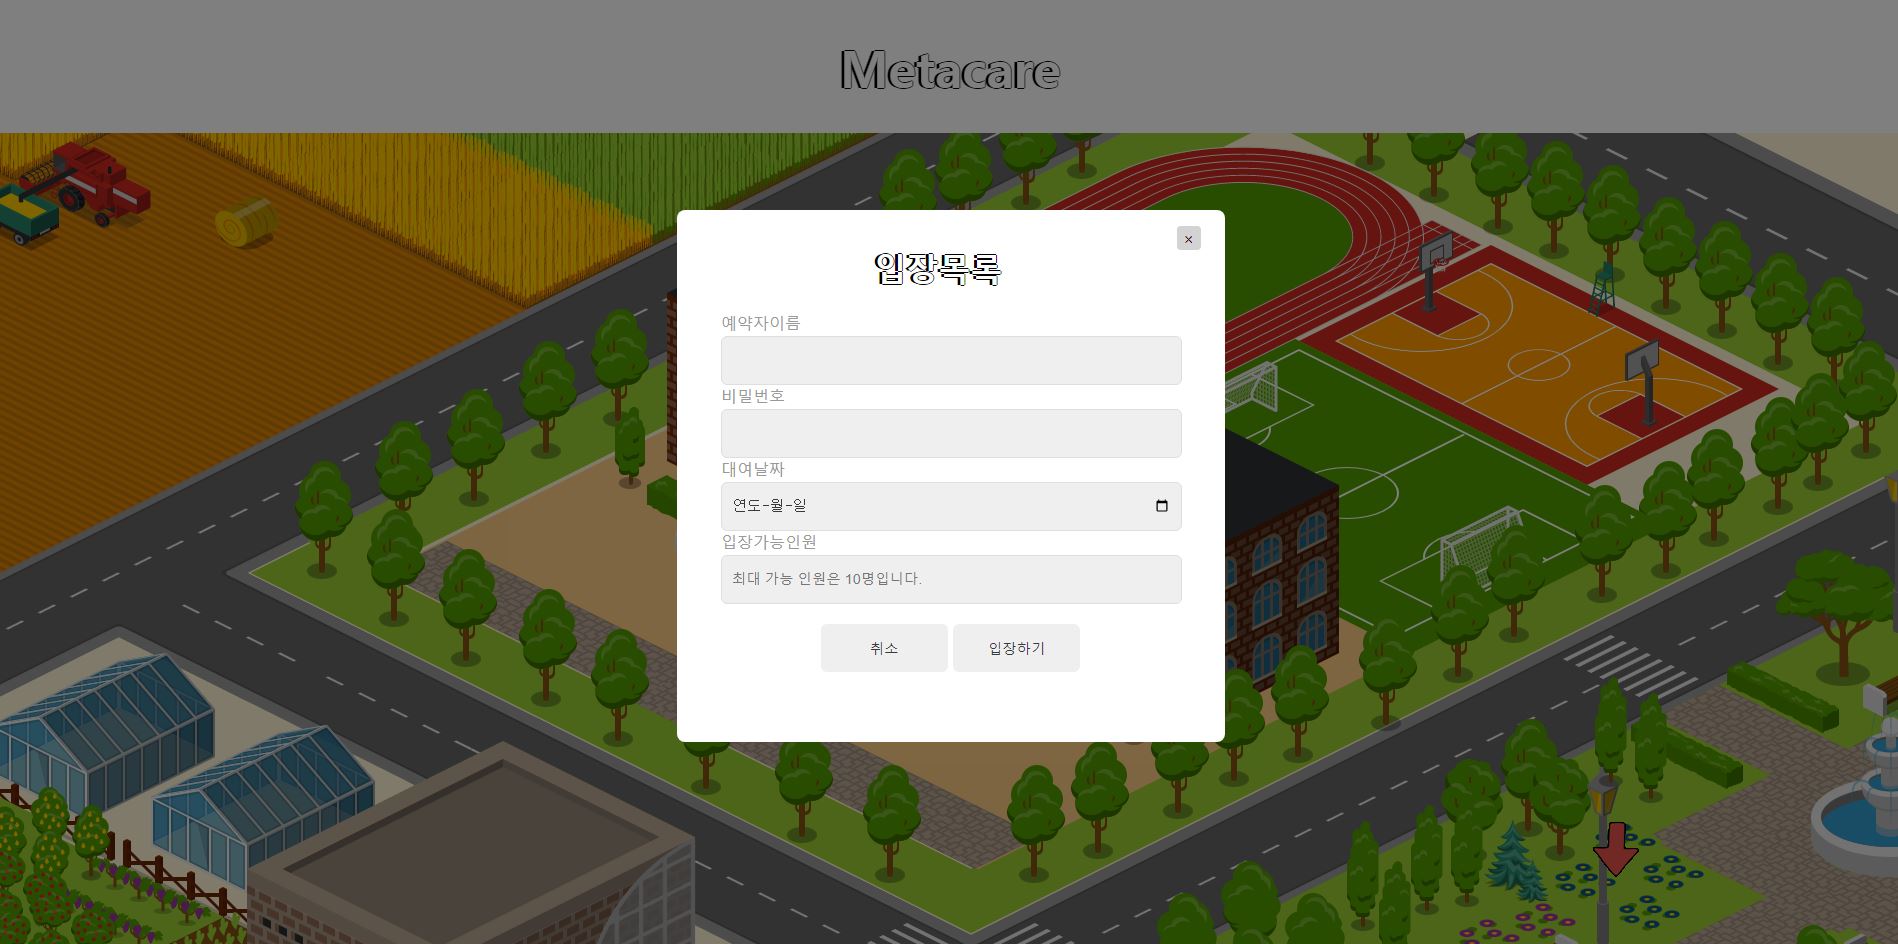 Metacare
×
입장목록
예약자이름
비밀번호
대여날짜
연도-월-일
입장가능인원
최대 가능 인원은 10명입니다.
취소 입장하기